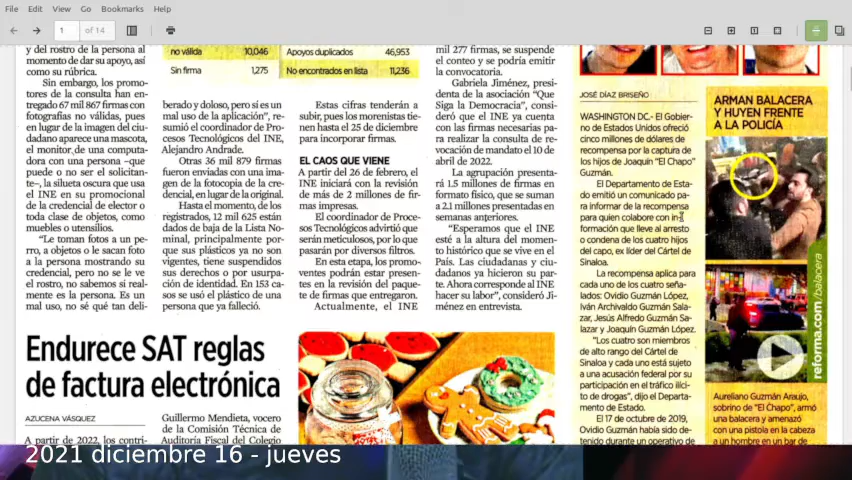 File Edit View Go Bookmarks Help
1 of 14
y del rostro de la persona al
momento de dar su apoyo, así
como su rúbrica.
Sin embargo, los promo-
tores de la consulta han en-
tregado 67 mil 867 firmas con
fotografías no válidas, pues
en lugar de la imagen del ciu-
dadano aparece una mascota,
el monitor de una computa-
dora con una persona –que
puede o no ser el solicitan-
te–, la silueta oscura que usa
el INE en su promocional
de la credencial de elector o
toda clase de objetos, como
muebles o utensilios.
"Le toman fotos a un pe-
rro, a objetos o le sacan foto
a la persona mostrando su
credencial, pero no se le ve
el rostro, no sabemos si real-
mente es la persona. Es un
mal uso, no sé qué tan deli-
no válida 10,046
Sin firma 1,275
Apoyos duplicados 46,953
No encontrados en lista 11,236
berado y doloso, pero sí es un
mal uso de la aplicación", re-
sumió el coordinador de Pro-
cesos Tecnológicos del INE,
Alejandro Andrade.
Otras 36 mil 879 firmas
fueron enviadas con una ima-
gen de la fotocopia de la cre-
dencial, en lugar de la original.
Hasta el momento, de los
registrados, 12 mil 625 están
dados de baja de la Lista No-
minal, principalmente por-
que sus plásticos ya no son
vigentes, tiene suspendidos
sus derechos o por usurpa-
ción de identidad. En 153 ca-
sos se usó el plástico de una
persona que ya falleció.
Estas cifras tenderán a
subir, pues los morenistas tie-
nen hasta el 25 de diciembre
para incorporar firmas.
EL CAOS QUE VIENE
A partir del 26 de febrero, el
INE iniciará con la revisión
de más de 2 millones de fir-
mas impresas.
El coordinador de Proce-
sos Tecnológicos advirtió que
serán meticulosos, por lo que
pasarán por diversos filtros.
En esta etapa, los promo-
ventes podrán estar presen-
tes en la revisión del paque-
te de firmas que entregaron.
Actualmente, el INE
mil 277 firmas, se suspende
el conteo y se podría emitir
la convocatoria.
Gabriela Jiménez, presi-
denta de la asociación "Que
Siga la Democracia", consi-
deró que el INE ya cuenta
con las firmas necesarias pa-
ra realizar la consulta de re-
vocación de mandato el 10 de
abril de 2022.
La agrupación presenta-
rá 1.5 millones de firmas en
formato físico, que se suman
a 2.1 millones presentadas en
semanas anteriores.
"Esperamos que el INE
esté a la altura del momen-
to histórico que se vive en el
País. Las ciudadanas y ciu-
dadanos ya hicieron su par-
te. Ahora corresponde al INE
hacer su labor", consideró Ji-
ménez en entrevista.
JOSÉ DÍAZ BRISEÑO
WASHINGTON DC.- El Gobier-
no de Estados Unidos ofreció
cinco millones de dólares de
recompensa por la captura de
los hijos de Joaquín "El Chapo"
Guzmán.
El Departamento de Esta-
do emitió un comunicado pa-
ra informar de la recompensa
para quien colabore con in-
formación que lleve al arresto
o condena de los cuatro hijos
del capo, ex líder del Cártel de
Sinaloa.
La recompensa aplica para
cada uno de los cuatro seña-
lados: Ovidio Guzmán López,
Iván Archivaldo Guzmán Sala-
zar, Jesús Alfredo Guzmán Sa-
lazar y Joaquín Guzmán López.
"Los cuatro son miembros
de alto rango del Cártel de
Sinaloa y cada uno está sujeto
a una acusación federal por su
participación en el tráfico ilíci-
to de drogas", dijo el Departa-
mento de Estado.
El 17 de octubre de 2019,
Ovidio Guzmán había sido de-
tenido durante un operativo de
ARMAN BALACERA
Y HUYEN FRENTE
A LA POLICÍA
reforma.com/balacera
Aureliano Guzmán Araujo,
sobrino de "El Chapo", armó
una balacera y amenazó
con una pistola en la cabeza
a un hombre en un bar de
Endurece SAT reglas
de factura electrónica
AZUCENA VÁSQUEZ
A partir de 2022, los contri-
Guillermo Mendieta, vocero
de la Comisión Técnica de
Auditoría Fiscal del Colegio
2021 diciembre 16 - jueves